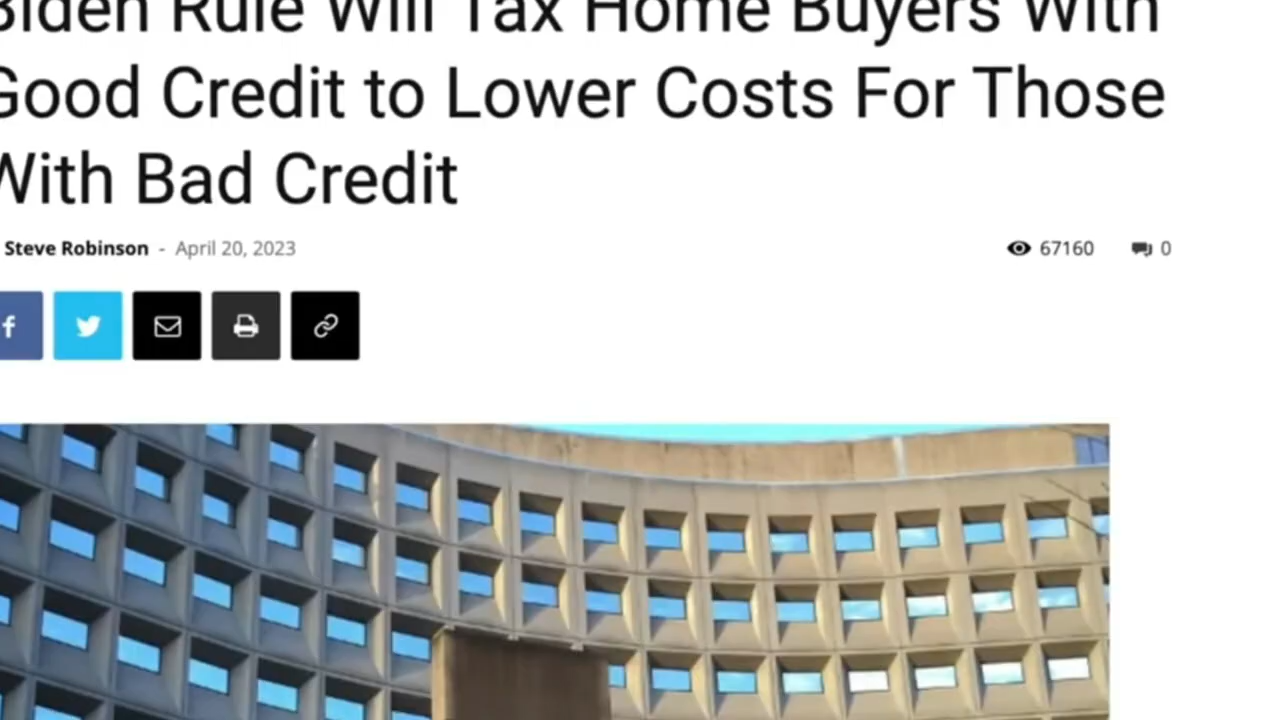 Biden Rule Will Tax Home Buyers With
Good Credit to Lower Costs For Those
With Bad Credit
Steve Robinson - April 20, 2023
67160
0